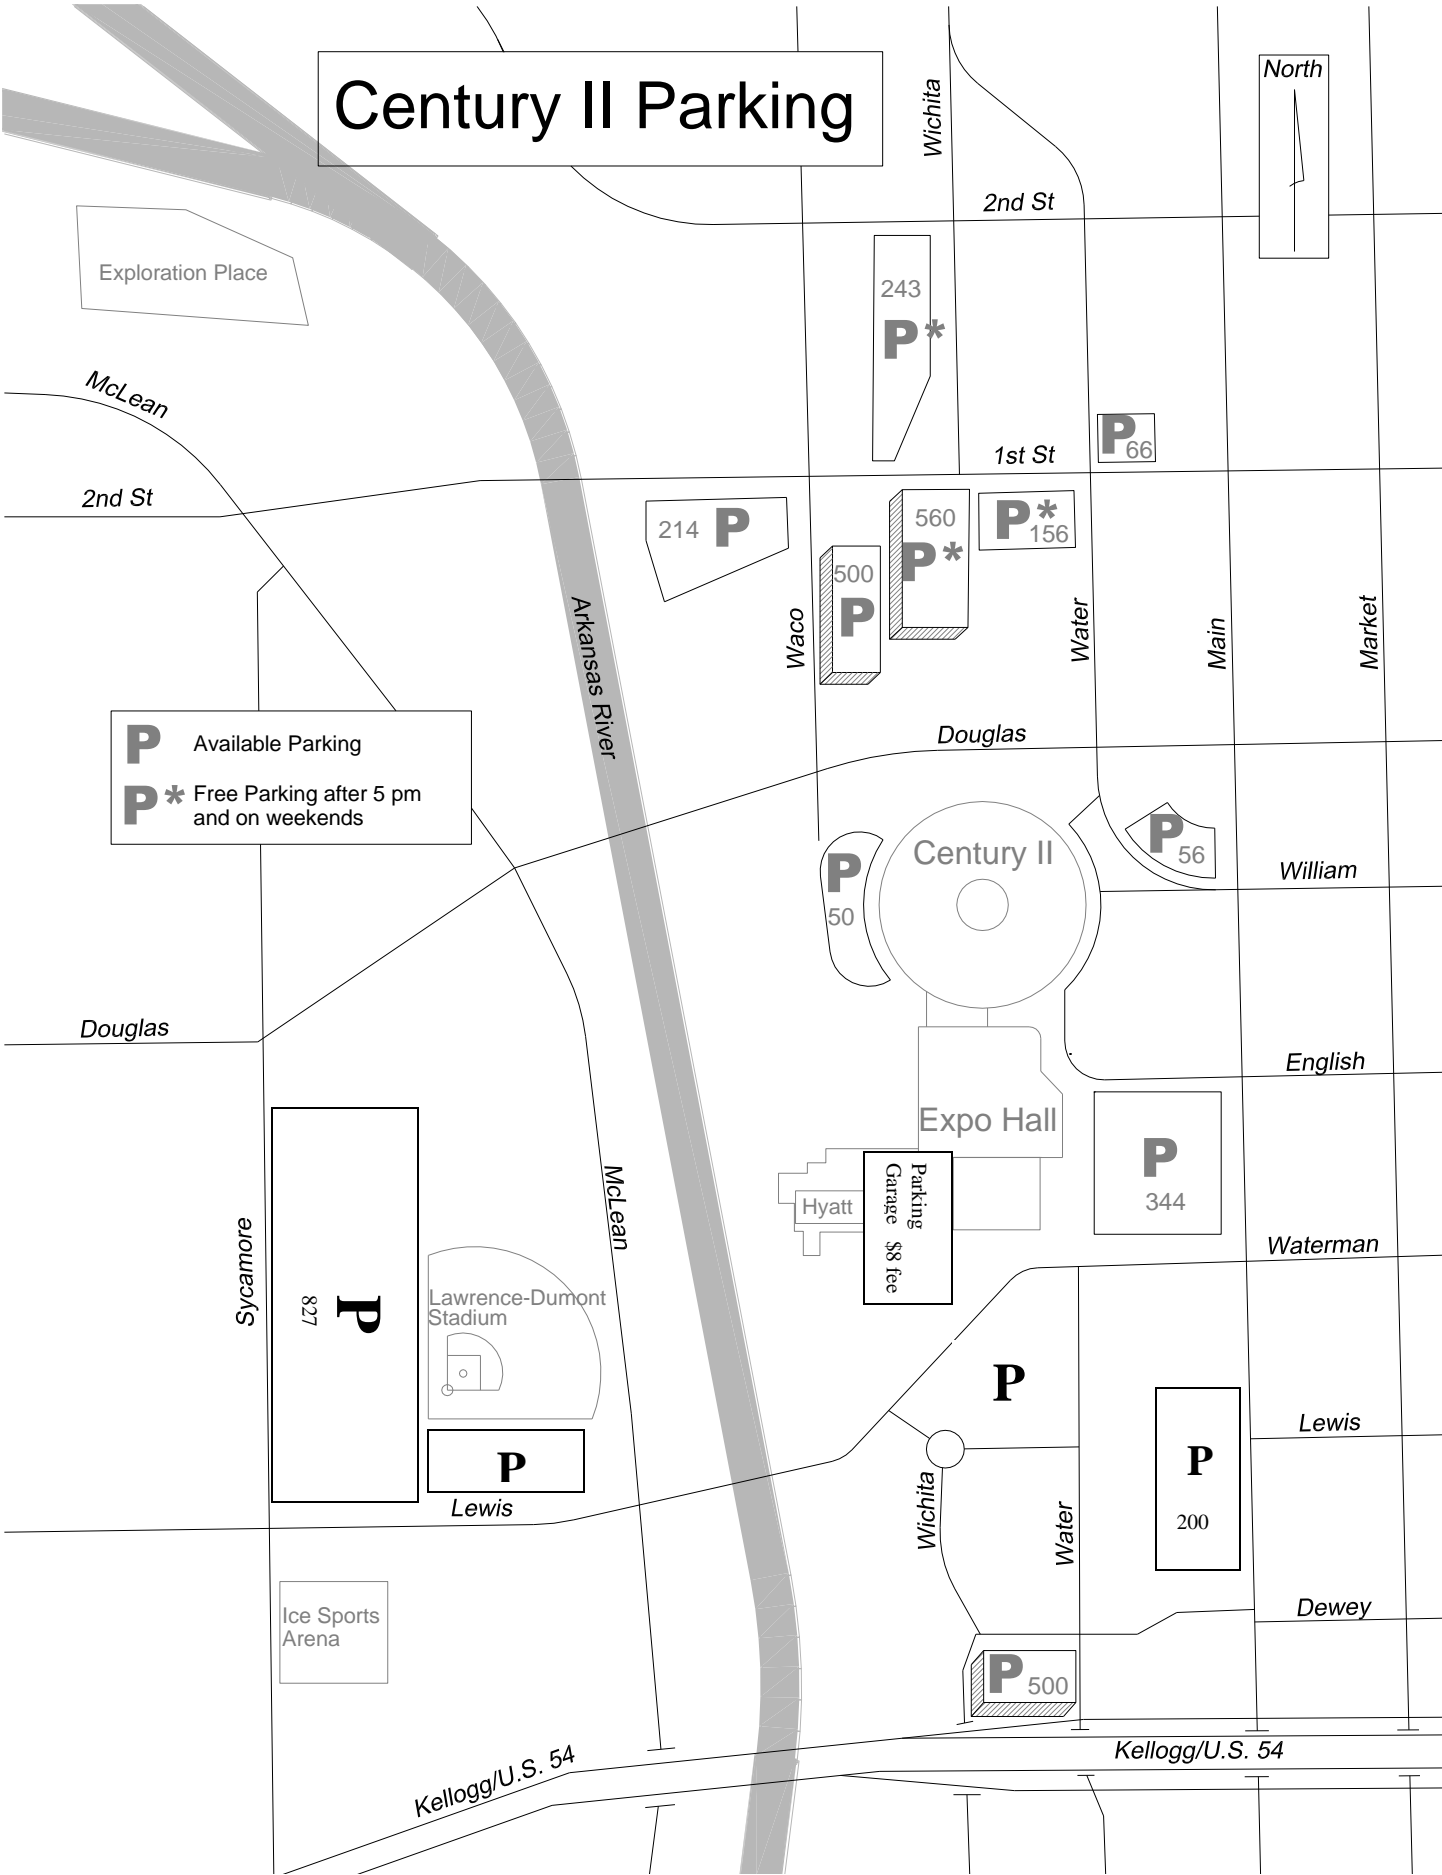 Century II Parking
North
Wichita
2nd St
Exploration Place
243
P*
McLean
P
66
1st St
2nd St
214 P
560
P*
P*
156
500
P
Arkansas River
Waco
Water
Main
Market
P Available Parking
P* Free Parking after 5 pm
and on weekends
Douglas
Century II
P
56
William
P
50
Douglas
English
Expo Hall
P
344
Parking
Garage $8 fee
Hyatt
McLean
Sycamore
P
827
Waterman
Lawrence-Dumont
Stadium
P
Lewis
P
P
200
Lewis
Wichita
Water
Ice Sports
Arena
Dewey
P 500
Kellogg/U.S. 54
Kellogg/U.S. 54